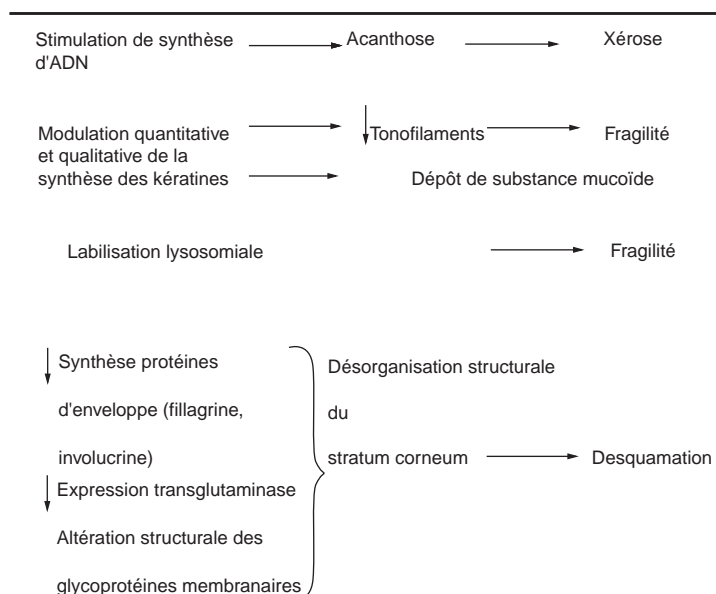 Stimulation de synthèse Acanthose Xérose
d'ADN
Modulation quantitative Tonofilaments Fragilité
et qualitative de la
synthèse des kératines Dépôt de substance mucoïde
Labilisation lysosomiale Fragilité
Synthèse protéines Désorganisation structurale
d'enveloppe (fillagrine, du
involucrine) stratum corneum Desquamation
Expression transglutaminase
Altération structurale des
glycoprotéines membranaires